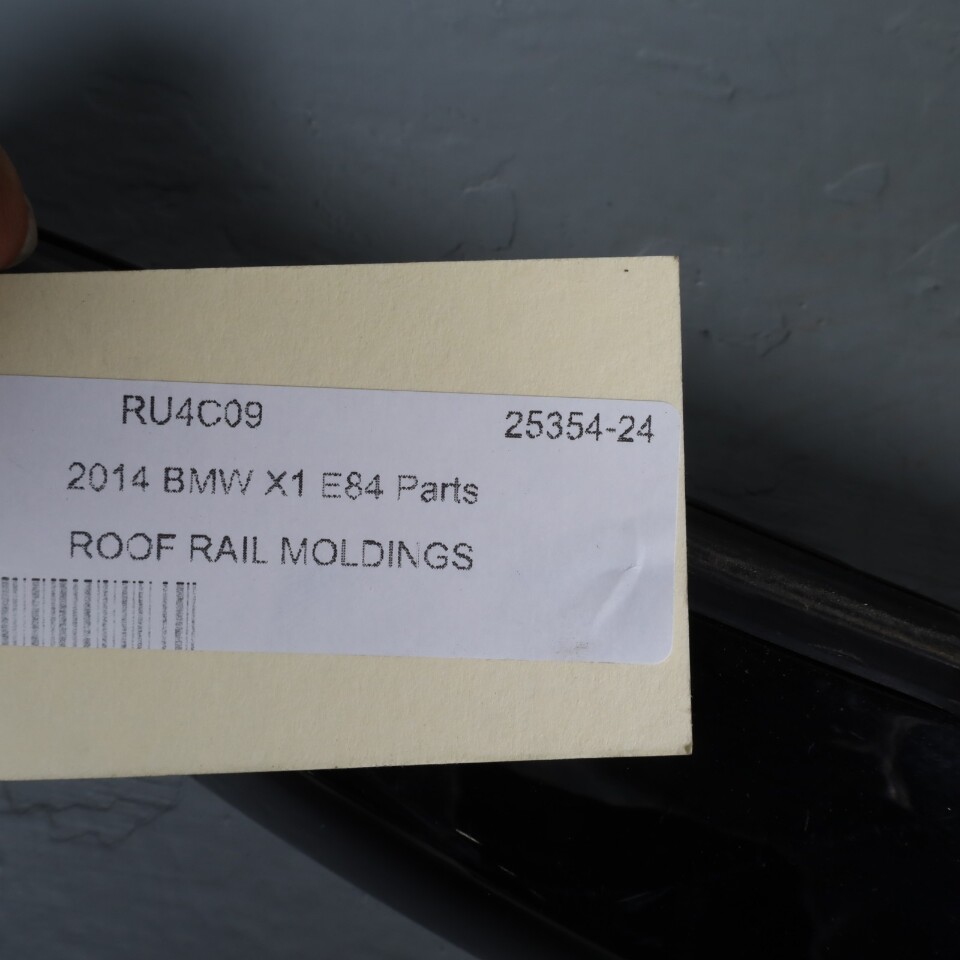 RU4C09 25354-24
2014 BMW X1 E84 Parts
ROOF RAIL MOLDINGS